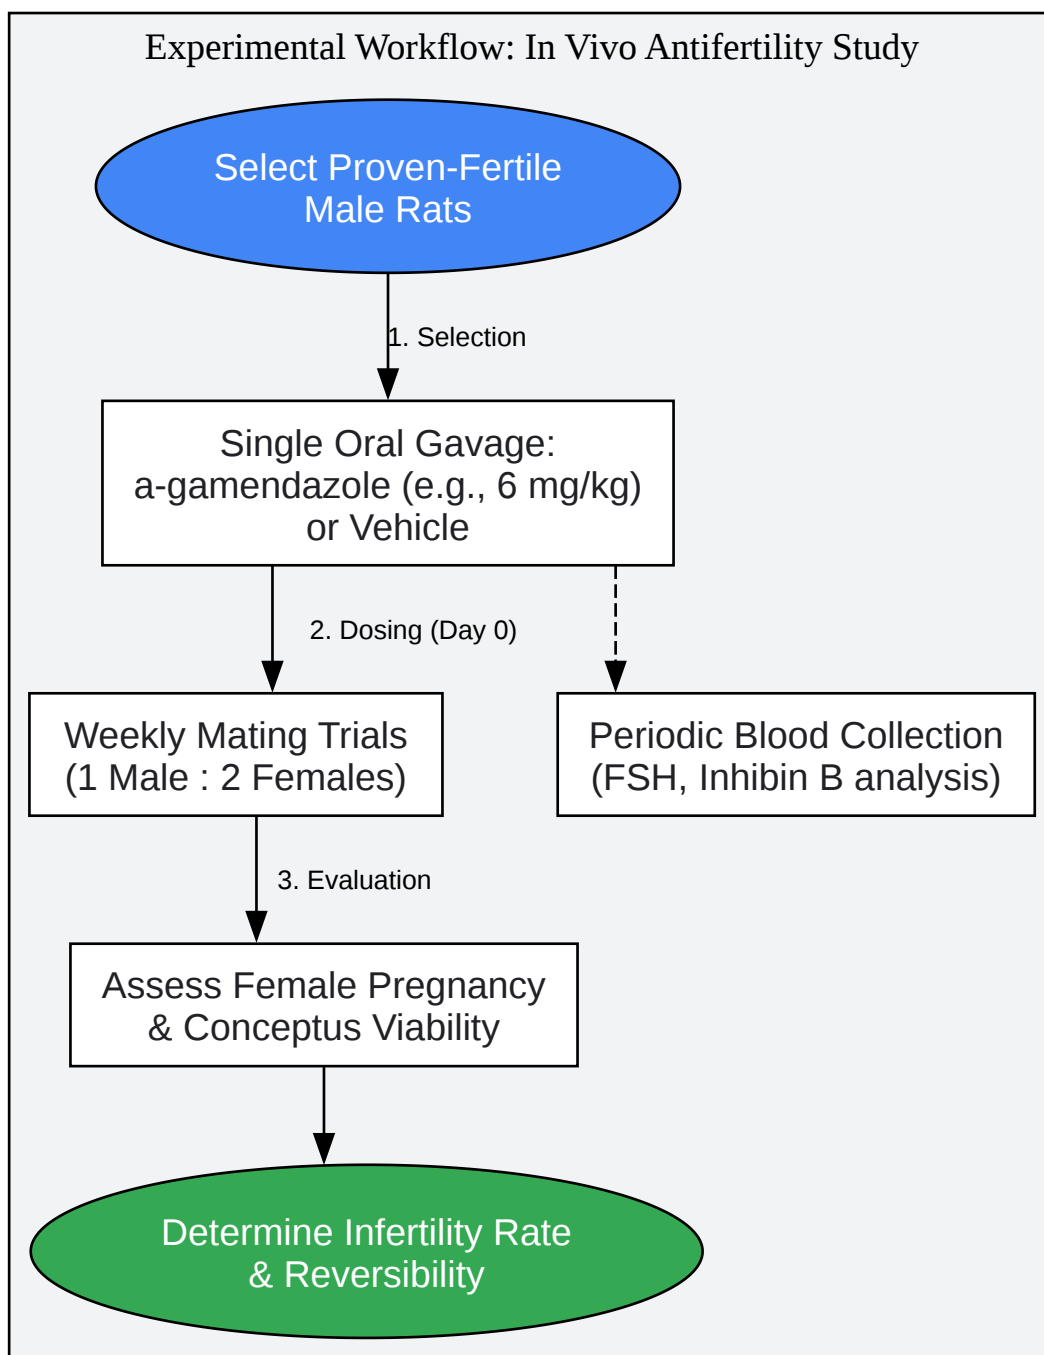 Experimental Workflow: In Vivo Antifertility Study
Select Proven-Fertile
Male Rats
1. Selection
Single Oral Gavage:
a-gamendazole (e.g., 6 mg/kg)
or Vehicle
2. Dosing (Day 0)
Weekly Mating Trials
(1 Male : 2 Females)
Periodic Blood Collection
(FSH, Inhibin B analysis)
3. Evaluation
Assess Female Pregnancy
& Conceptus Viability
Determine Infertility Rate
& Reversibility